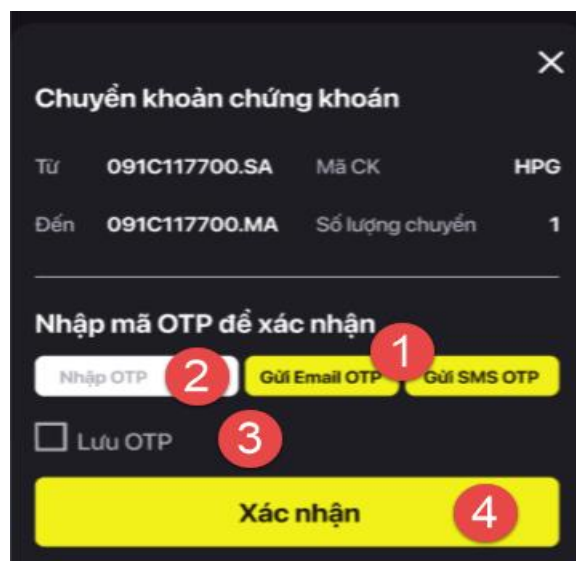 Chuyển khoản chứng khoán
Từ 091C117700.SA Mã CK HPG
Đến 091C117700.MA Số lượng chuyển 1
Nhập mã OTP để xác nhận
1
Nhập OTP 2 Gửi Email OTP Gửi SMS OTP
Lưu OTP 3
Xác nhận 4